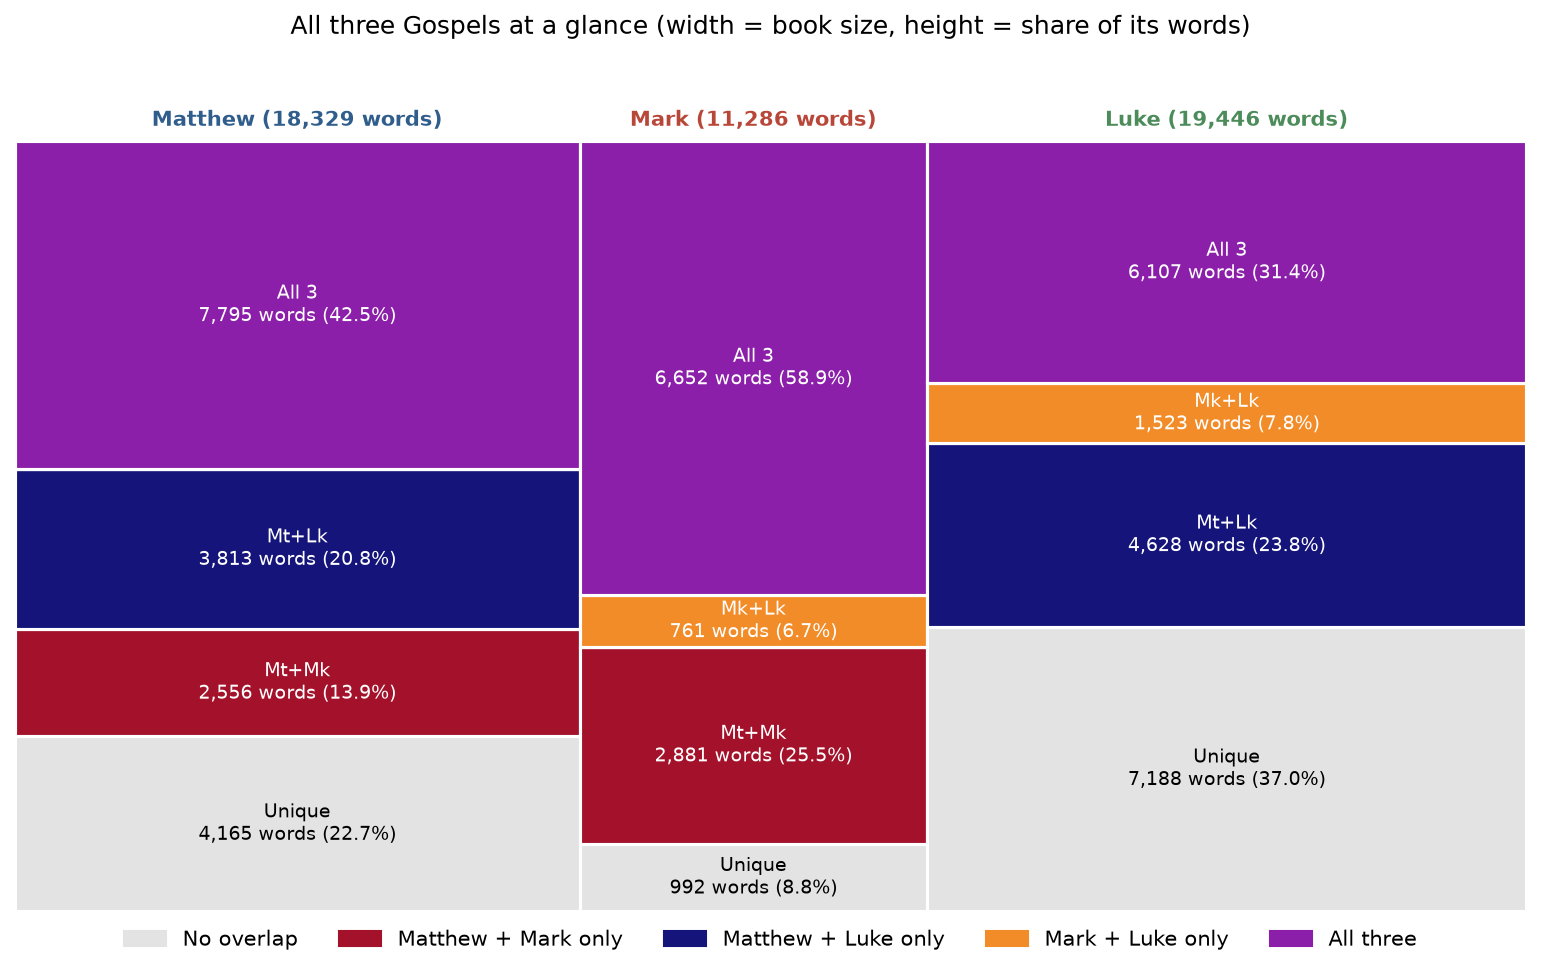 All three Gospels at a glance (width = book size, height = share of its words)
Matthew (18,329 words)
Mark (11,286 words)
Luke (19,446 words)
All 3
7,795 words (42.5%)
Mt+Lk
3,813 words (20.8%)
Mt+Mk
2,556 words (13.9%)
Unique
4,165 words (22.7%)
All 3
6,652 words (58.9%)
Mk+Lk
761 words (6.7%)
Mt+Mk
2,881 words (25.5%)
Unique
992 words (8.8%)
All 3
6,107 words (31.4%)
Mk+Lk
1,523 words (7.8%)
Mt+Lk
4,628 words (23.8%)
Unique
7,188 words (37.0%)
No overlap
Matthew + Mark only
Matthew + Luke only
Mark + Luke only
All three